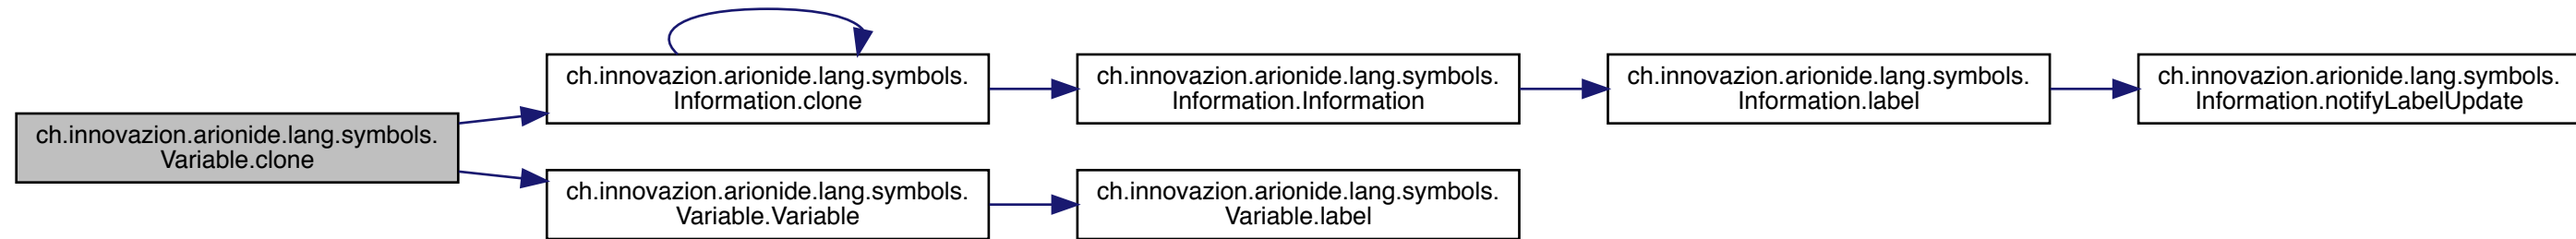 ch.innovazion.arionide.lang.symbols.
Variable.clone
ch.innovazion.arionide.lang.symbols.
Information.clone
ch.innovazion.arionide.lang.symbols.
Information.Information
ch.innovazion.arionide.lang.symbols.
Information.label
ch.innovazion.arionide.lang.symbols.
Information.notifyLabelUpdate
ch.innovazion.arionide.lang.symbols.
Variable.Variable
ch.innovazion.arionide.lang.symbols.
Variable.label